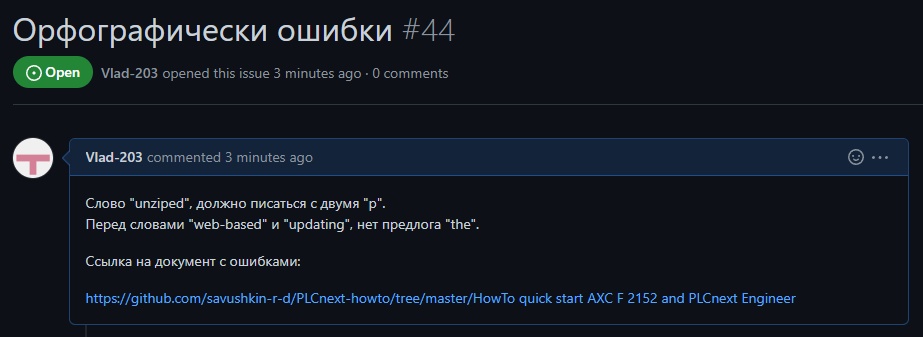 Орфографически ошибки #44
Open Vlad-203 opened this issue 3 minutes ago · 0 comments
Vlad-203 commented 3 minutes ago
Слово "unziped", должно писаться с двумя "p".
Перед словами "web-based" и "updating", нет предлога "the".
Ссылка на документ с ошибками:
https://github.com/savushkin-r-d/PLCnext-howto/tree/master/HowTo quick start AXC F 2152 and PLCnext Engineer